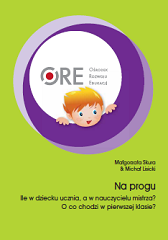 ORE
Ośrodek
Rozwoju
Edukacji
Małgorzata Skura
& Michał Lisicki
Na progu
Ile w dziecku ucznia, a w nauczycielu mistrza?
O co chodzi w pierwszej klasie?